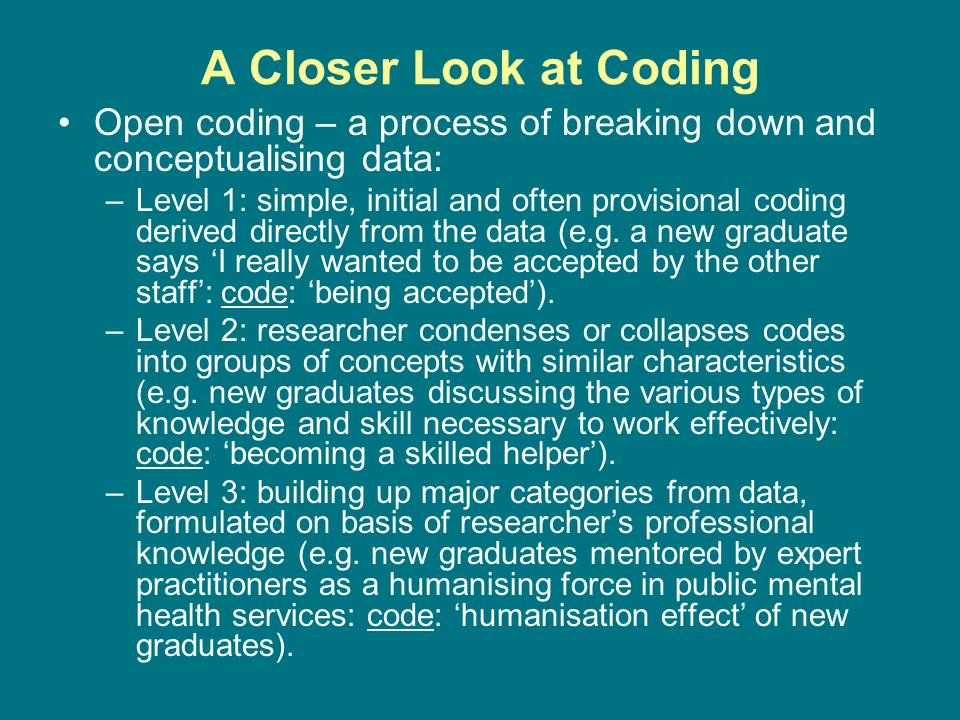 A Closer Look at Coding
• Open coding – a process of breaking down and
conceptualising data:
– Level 1: simple, initial and often provisional coding
derived directly from the data (e.g. a new graduate
says ‘I really wanted to be accepted by the other
staff’: code: ‘being accepted’).
– Level 2: researcher condenses or collapses codes
into groups of concepts with similar characteristics
(e.g. new graduates discussing the various types of
knowledge and skill necessary to work effectively:
code: ‘becoming a skilled helper’).
– Level 3: building up major categories from data,
formulated on basis of researcher’s professional
knowledge (e.g. new graduates mentored by expert
practitioners as a humanising force in public mental
health services: code: ‘humanisation effect’ of new
graduates).